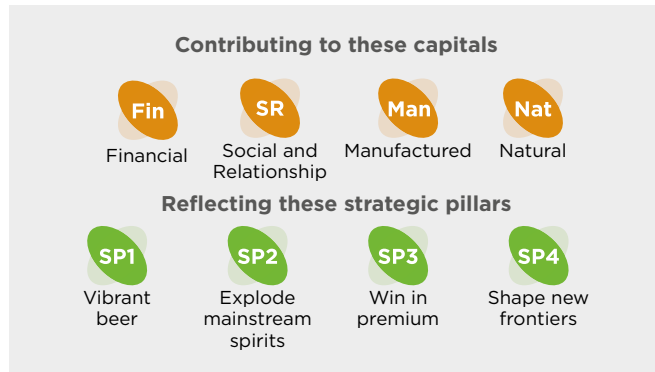 Contributing to these capitals
Fin
SR
Man
Nat
Financial
Social and
Relationship
Manufactured
Natural
Reflecting these strategic pillars
SP1
SP2
SP3
SP4
Vibrant
beer
Explode
mainstream
spirits
Win in
premium
Shape new
frontiers